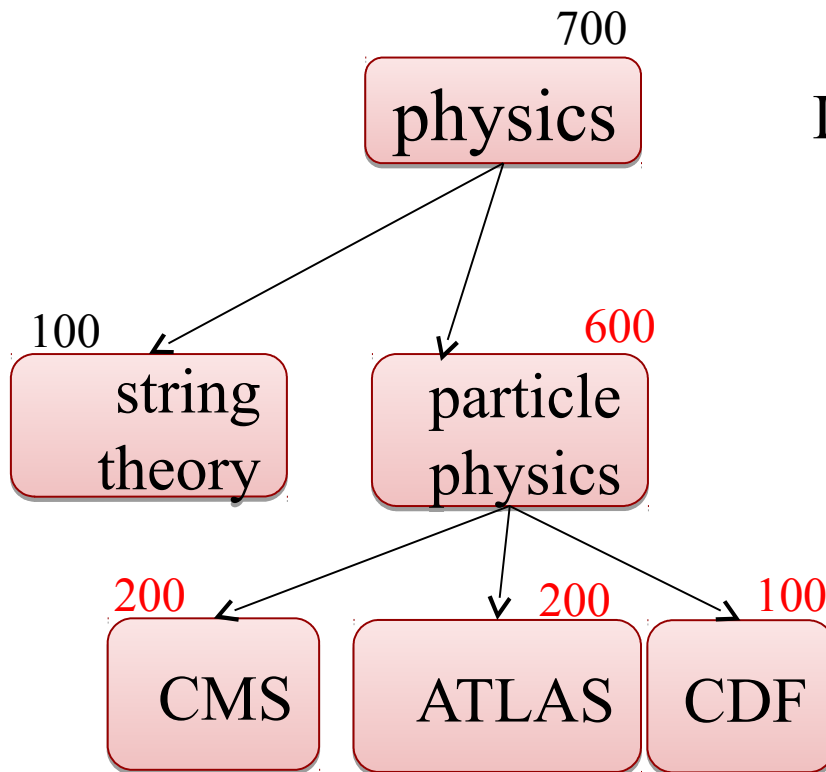 700
physics
100
string
theory
600
particle
physics
200
CMS
200
ATLAS
100
CDF